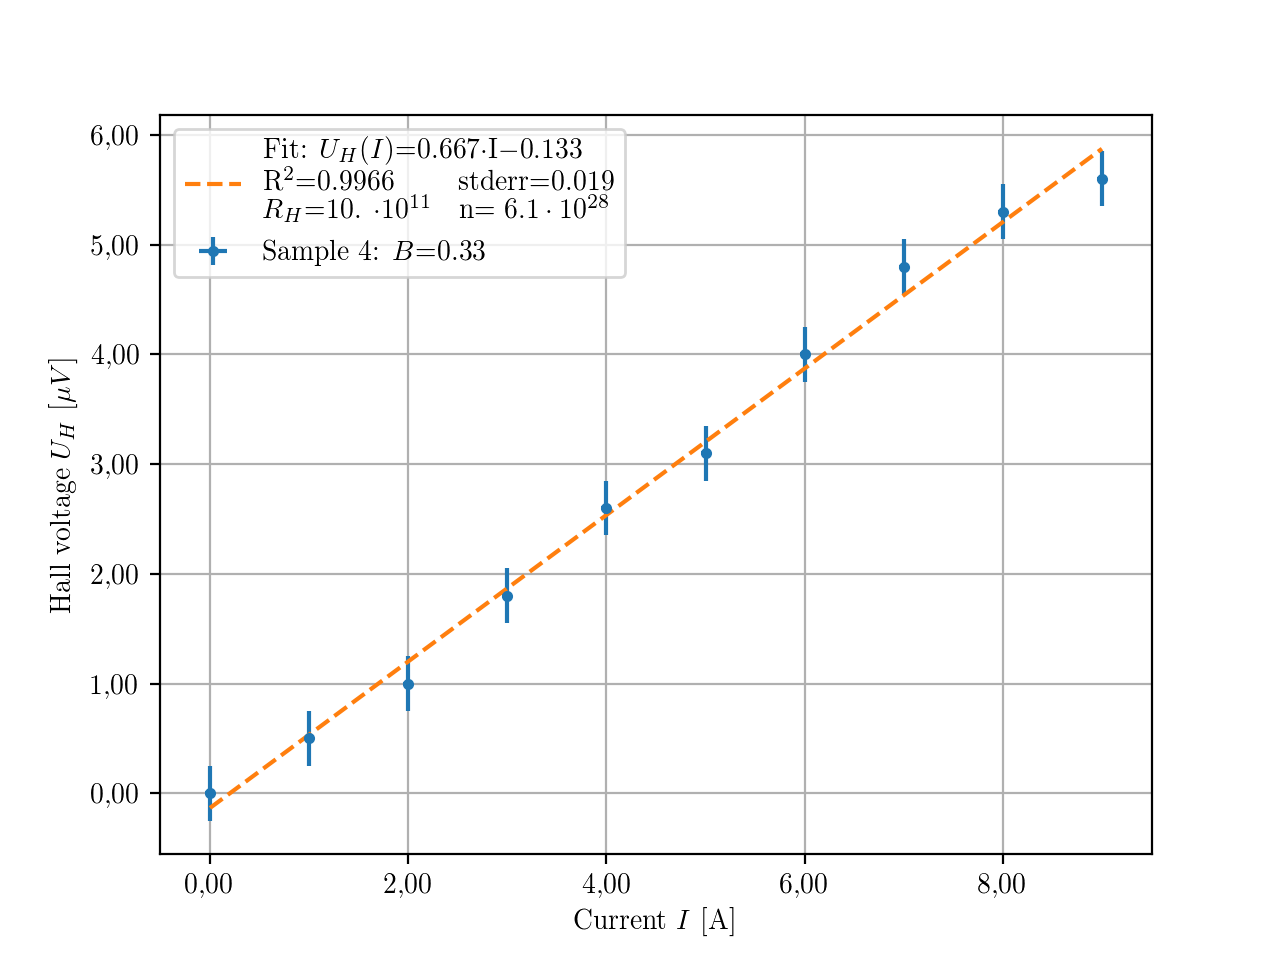 Fit: U_H(I)=0.667·I−0.133
R²=0.9966 stderr=0.019
R_H=10. ·10¹¹ n= 6.1 · 10²⁸
Sample 4: B=0.33
6,00
5,00
4,00
3,00
2,00
1,00
0,00
Hall voltage U_H [μV]
0,00 2,00 4,00 6,00 8,00
Current I [A]